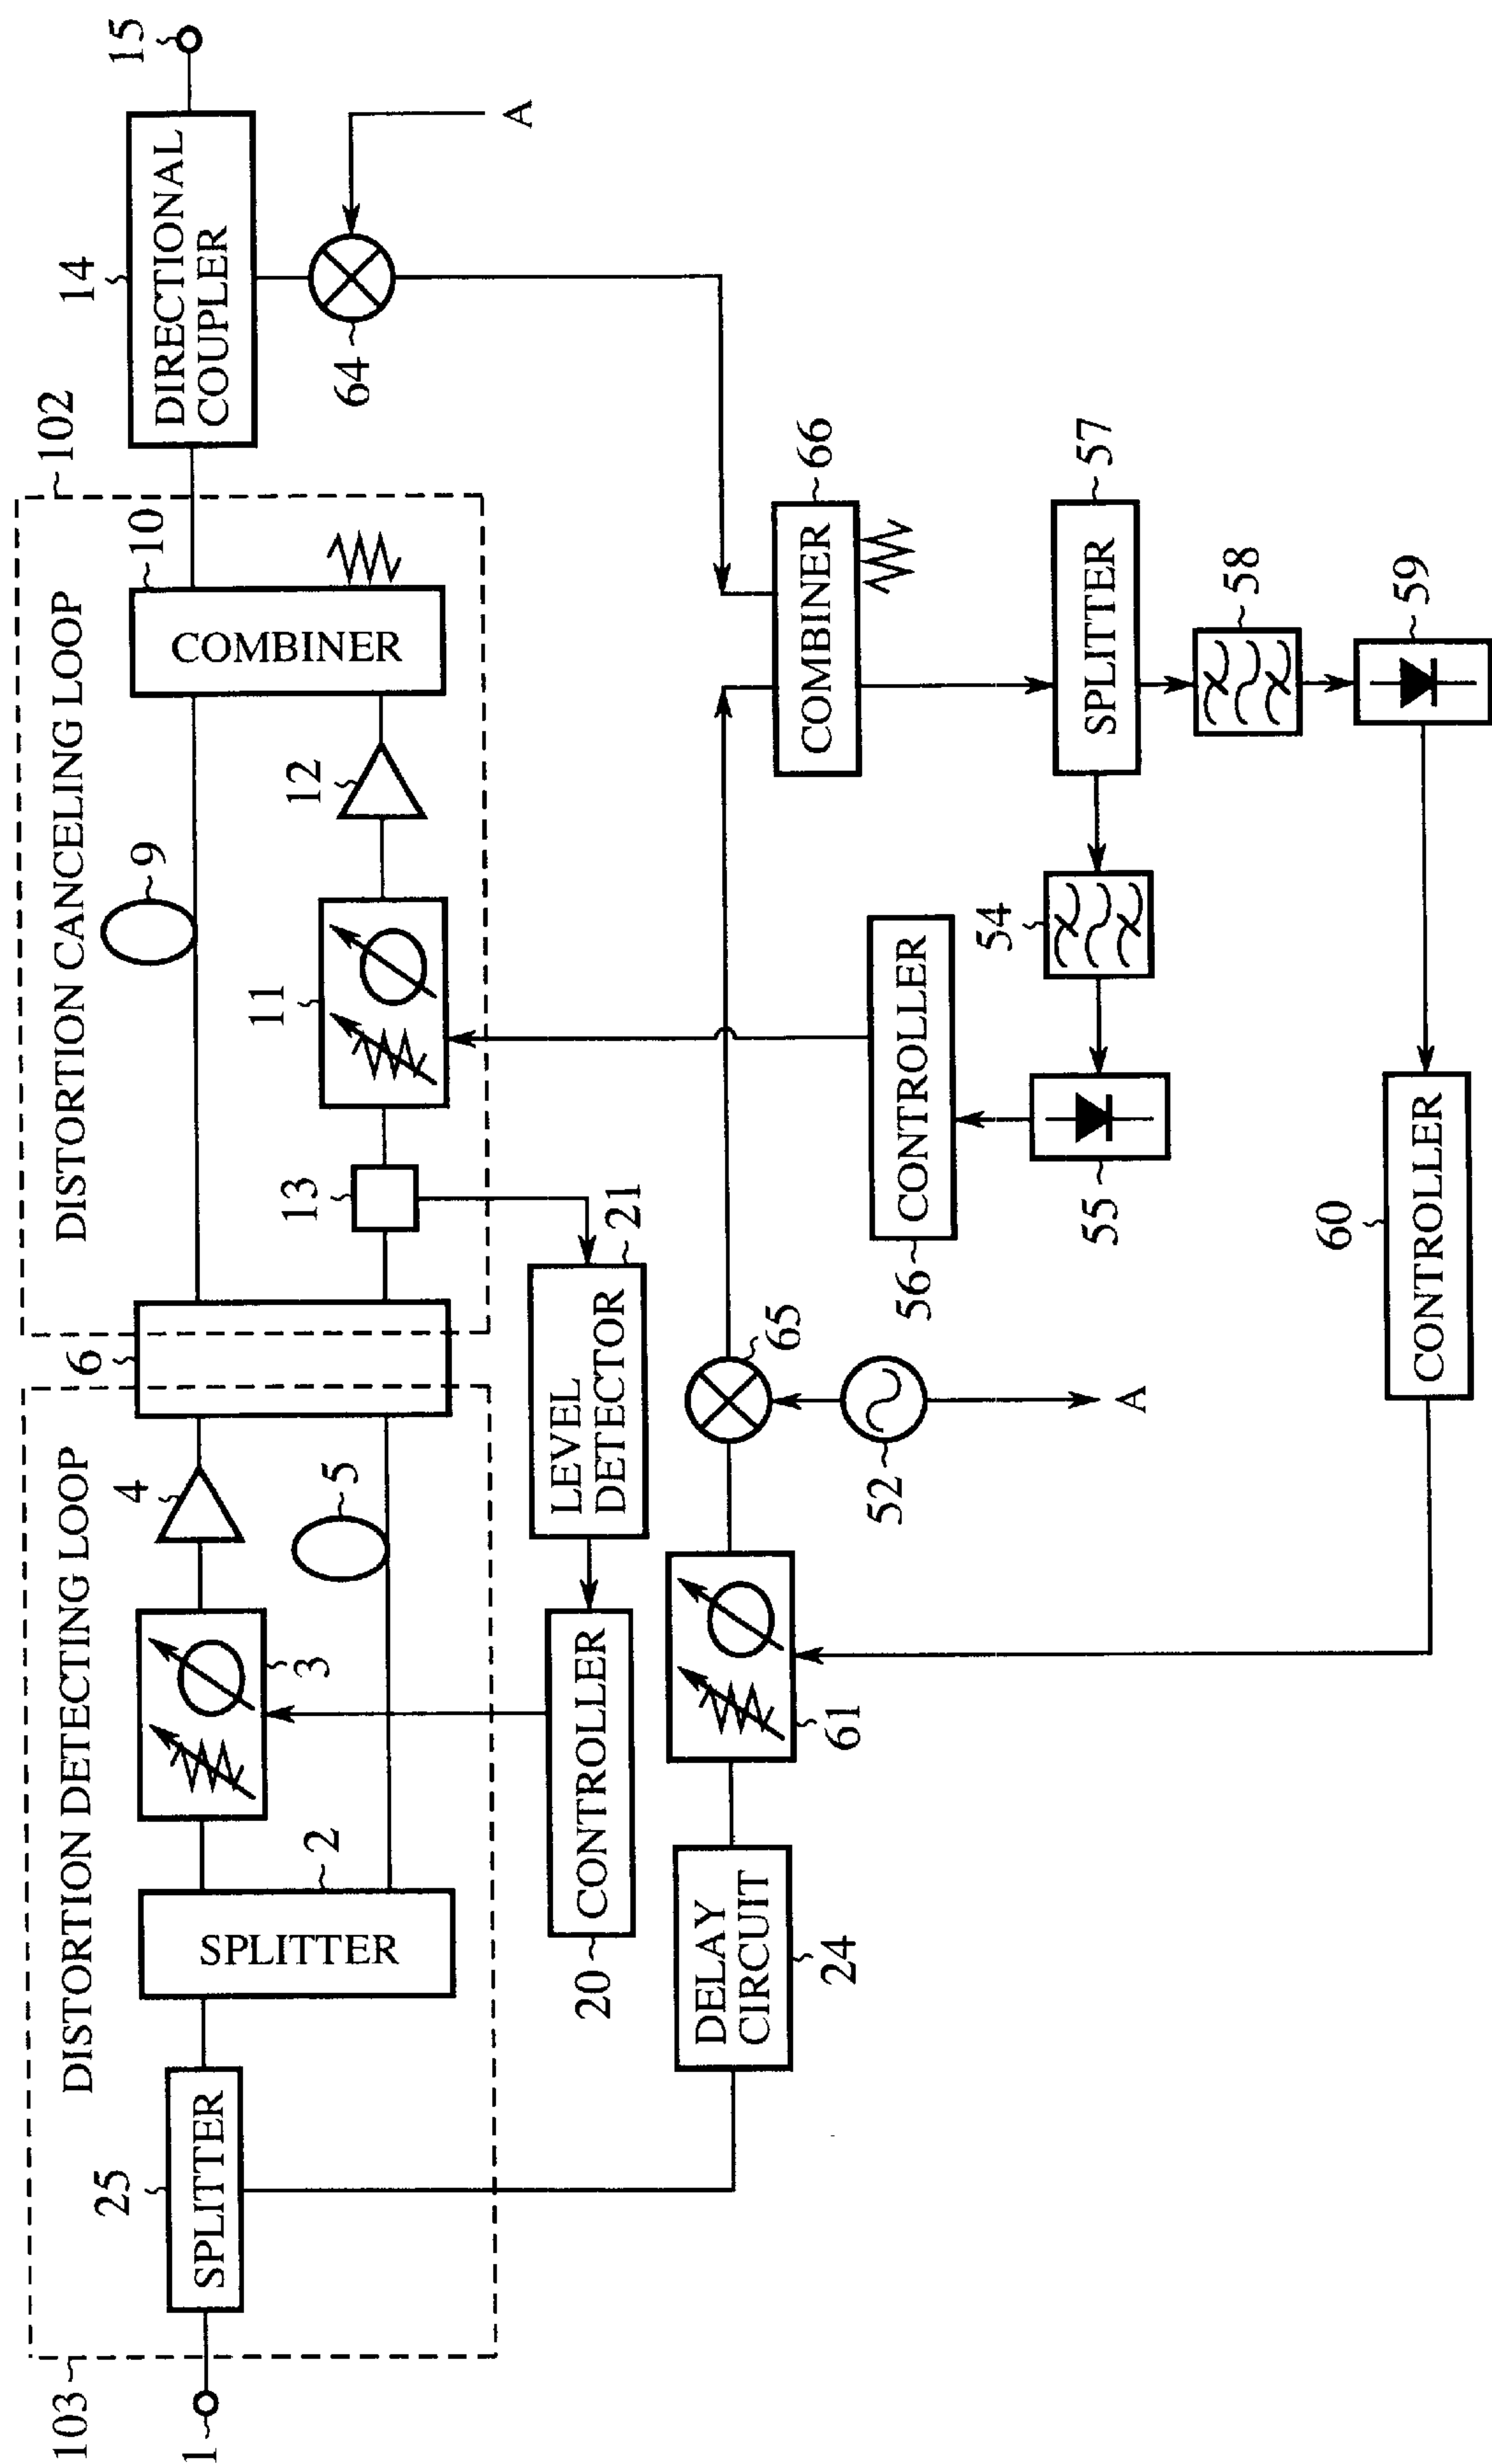 103
DISTORTION DETECTING LOOP
DISTORTION CANCELING LOOP
102
1
25
SPLITTER
SPLITTER
2
3
4
5
6
9
13
11
12
COMBINER
10
14
DIRECTIONAL
COUPLER
15
64
A
20
CONTROLLER
LEVEL
DETECTOR
21
DELAY
CIRCUIT
24
61
65
52
A
56
CONTROLLER
55
54
COMBINER
66
SPLITTER
57
58
59
60
CONTROLLER